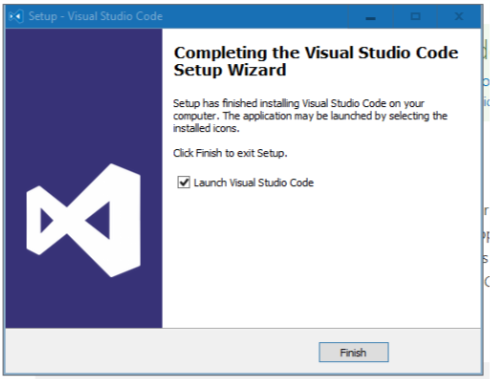 Setup - Visual Studio Code
Completing the Visual Studio Code
Setup Wizard
Setup has finished installing Visual Studio Code on your
computer. The application may be launched by selecting the
installed icons.
Click Finish to exit Setup.
Launch Visual Studio Code
Finish